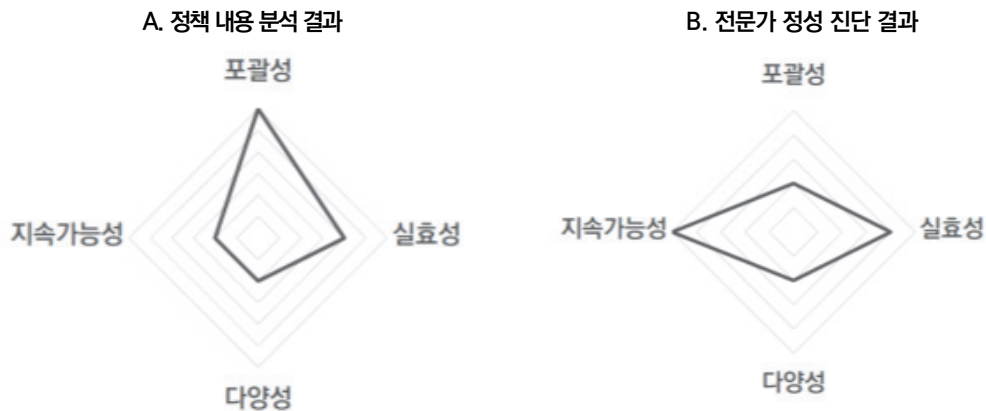 A. 정책 내용 분석 결과
포괄성
지속가능성
실효성
다양성
B. 전문가 정성 진단 결과
포괄성
지속가능성
실효성
다양성